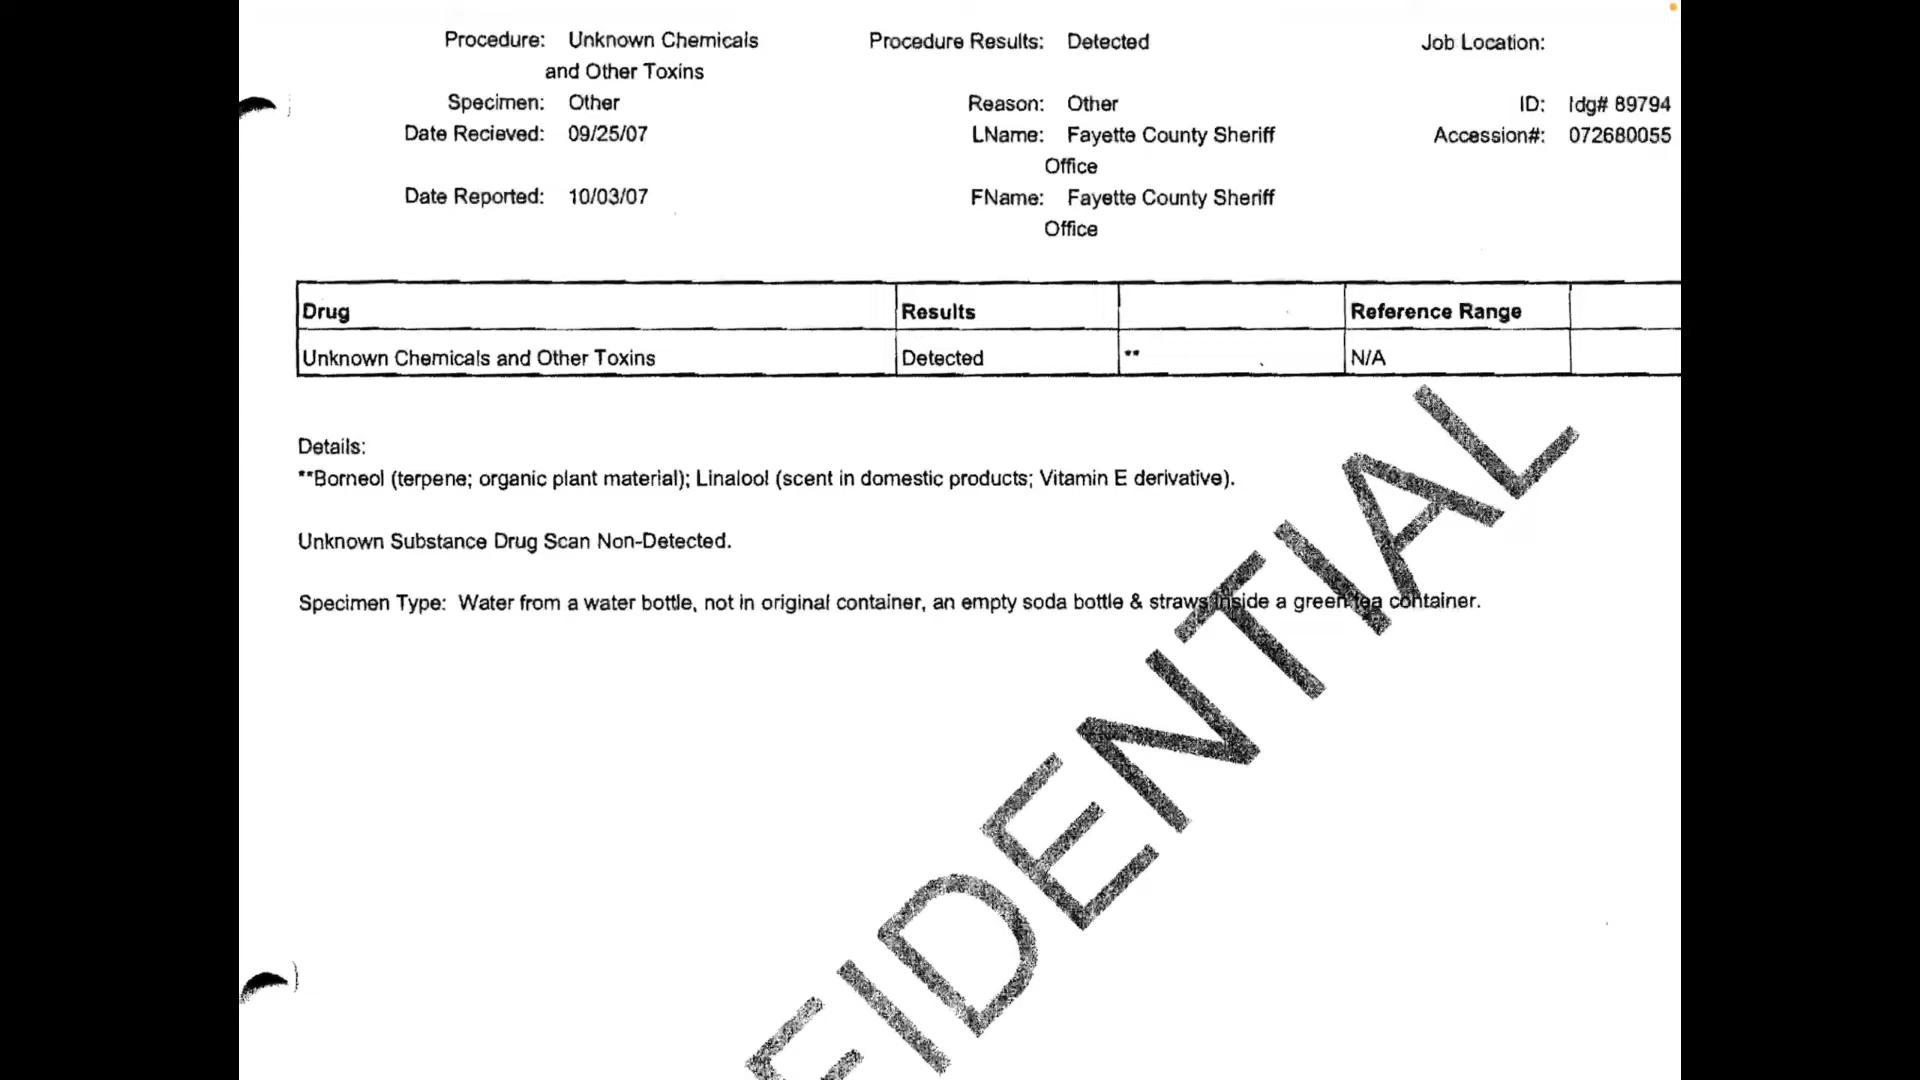 Procedure: Unknown Chemicals Procedure Results: Detected Job Location:
and Other Toxins
Specimen: Other Reason: Other ID: Idg# 89794
Date Recieved: 09/25/07 LName: Fayette County Sheriff Accession#: 072680055
Office
Date Reported: 10/03/07 FName: Fayette County Sheriff
Office
Drug Results Reference Range
Unknown Chemicals and Other Toxins Detected ** N/A
Details:
**Borneol (terpene; organic plant material); Linalool (scent in domestic products; Vitamin E derivative).
Unknown Substance Drug Scan Non-Detected.
Specimen Type: Water from a water bottle, not in original container, an empty soda bottle & straws inside a green tea container.
FIDENTIAL